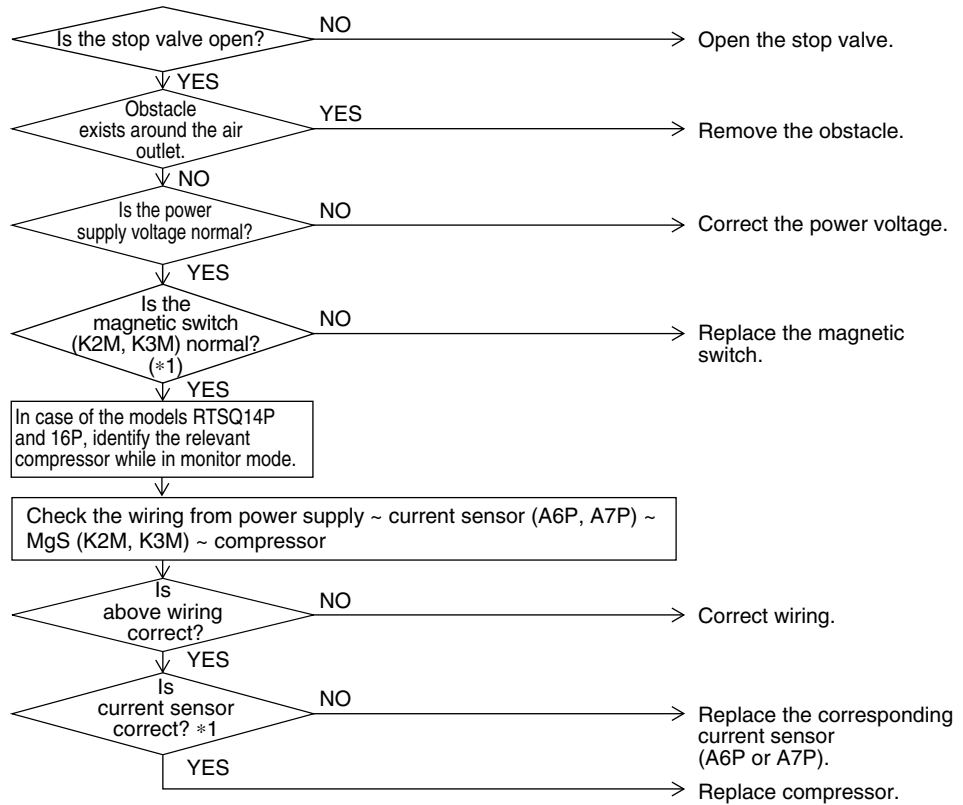 Is the stop valve open?
NO
Open the stop valve.
YES
Obstacle
exists around the air
outlet.
YES
Remove the obstacle.
NO
Is the power
supply voltage normal?
NO
Correct the power voltage.
YES
Is the
magnetic switch
(K2M, K3M) normal?
(*1)
NO
Replace the magnetic
switch.
YES
In case of the models RTSQ14P
and 16P, identify the relevant
compressor while in monitor mode.
Check the wiring from power supply ~ current sensor (A6P, A7P) ~
MgS (K2M, K3M) ~ compressor
Is
above wiring
correct?
NO
Correct wiring.
YES
Is
current sensor
correct? *1
NO
Replace the corresponding
current sensor
(A6P or A7P).
YES
Replace compressor.